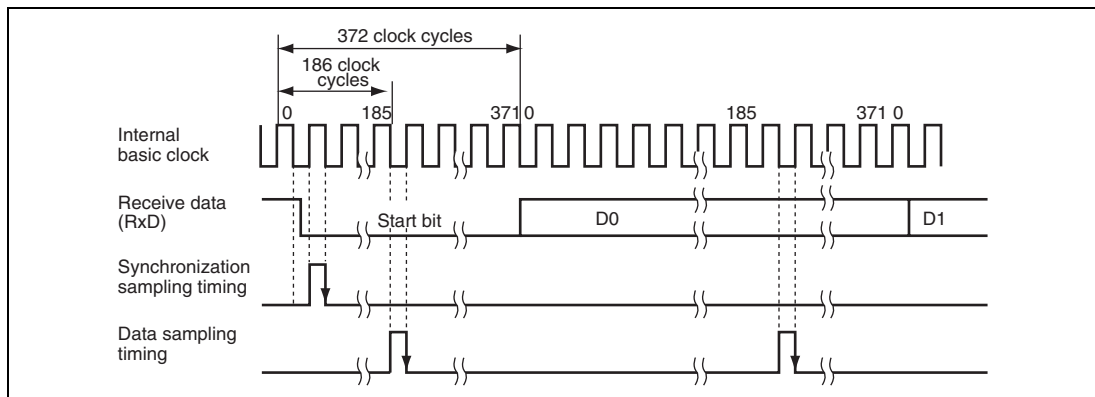 372 clock cycles
186 clock
cycles
0 185 371 0 185 371 0
Internal
basic clock
Receive data
(RxD)
Start bit D0 D1
Synchronization
sampling timing
Data sampling
timing